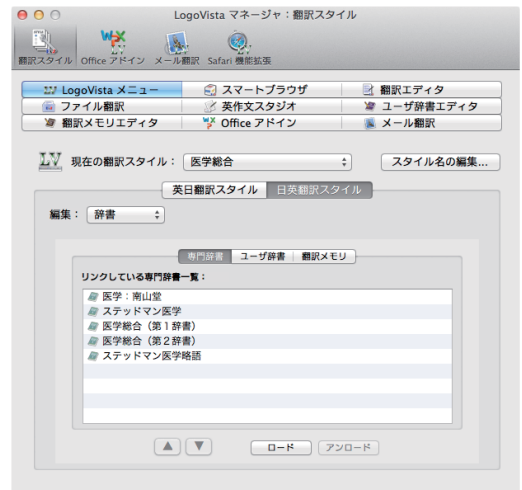 LogoVista マネージャ：翻訳スタイル
翻訳スタイル Office アドイン メール翻訳 Safari 機能拡張
LogoVista メニュー スマートブラウザ 翻訳エディタ
ファイル翻訳 英作文スタジオ ユーザ辞書エディタ
翻訳メモリエディタ Office アドイン メール翻訳
LV 現在の翻訳スタイル： 医学総合 スタイル名の編集...
英日翻訳スタイル 日英翻訳スタイル
編集： 辞書
専門辞書 ユーザ辞書 翻訳メモリ
リンクしている専門辞書一覧：
医学：南山堂
ステッドマン医学
医学総合（第１辞書）
医学総合（第２辞書）
ステッドマン医学略語
ロード アンロード